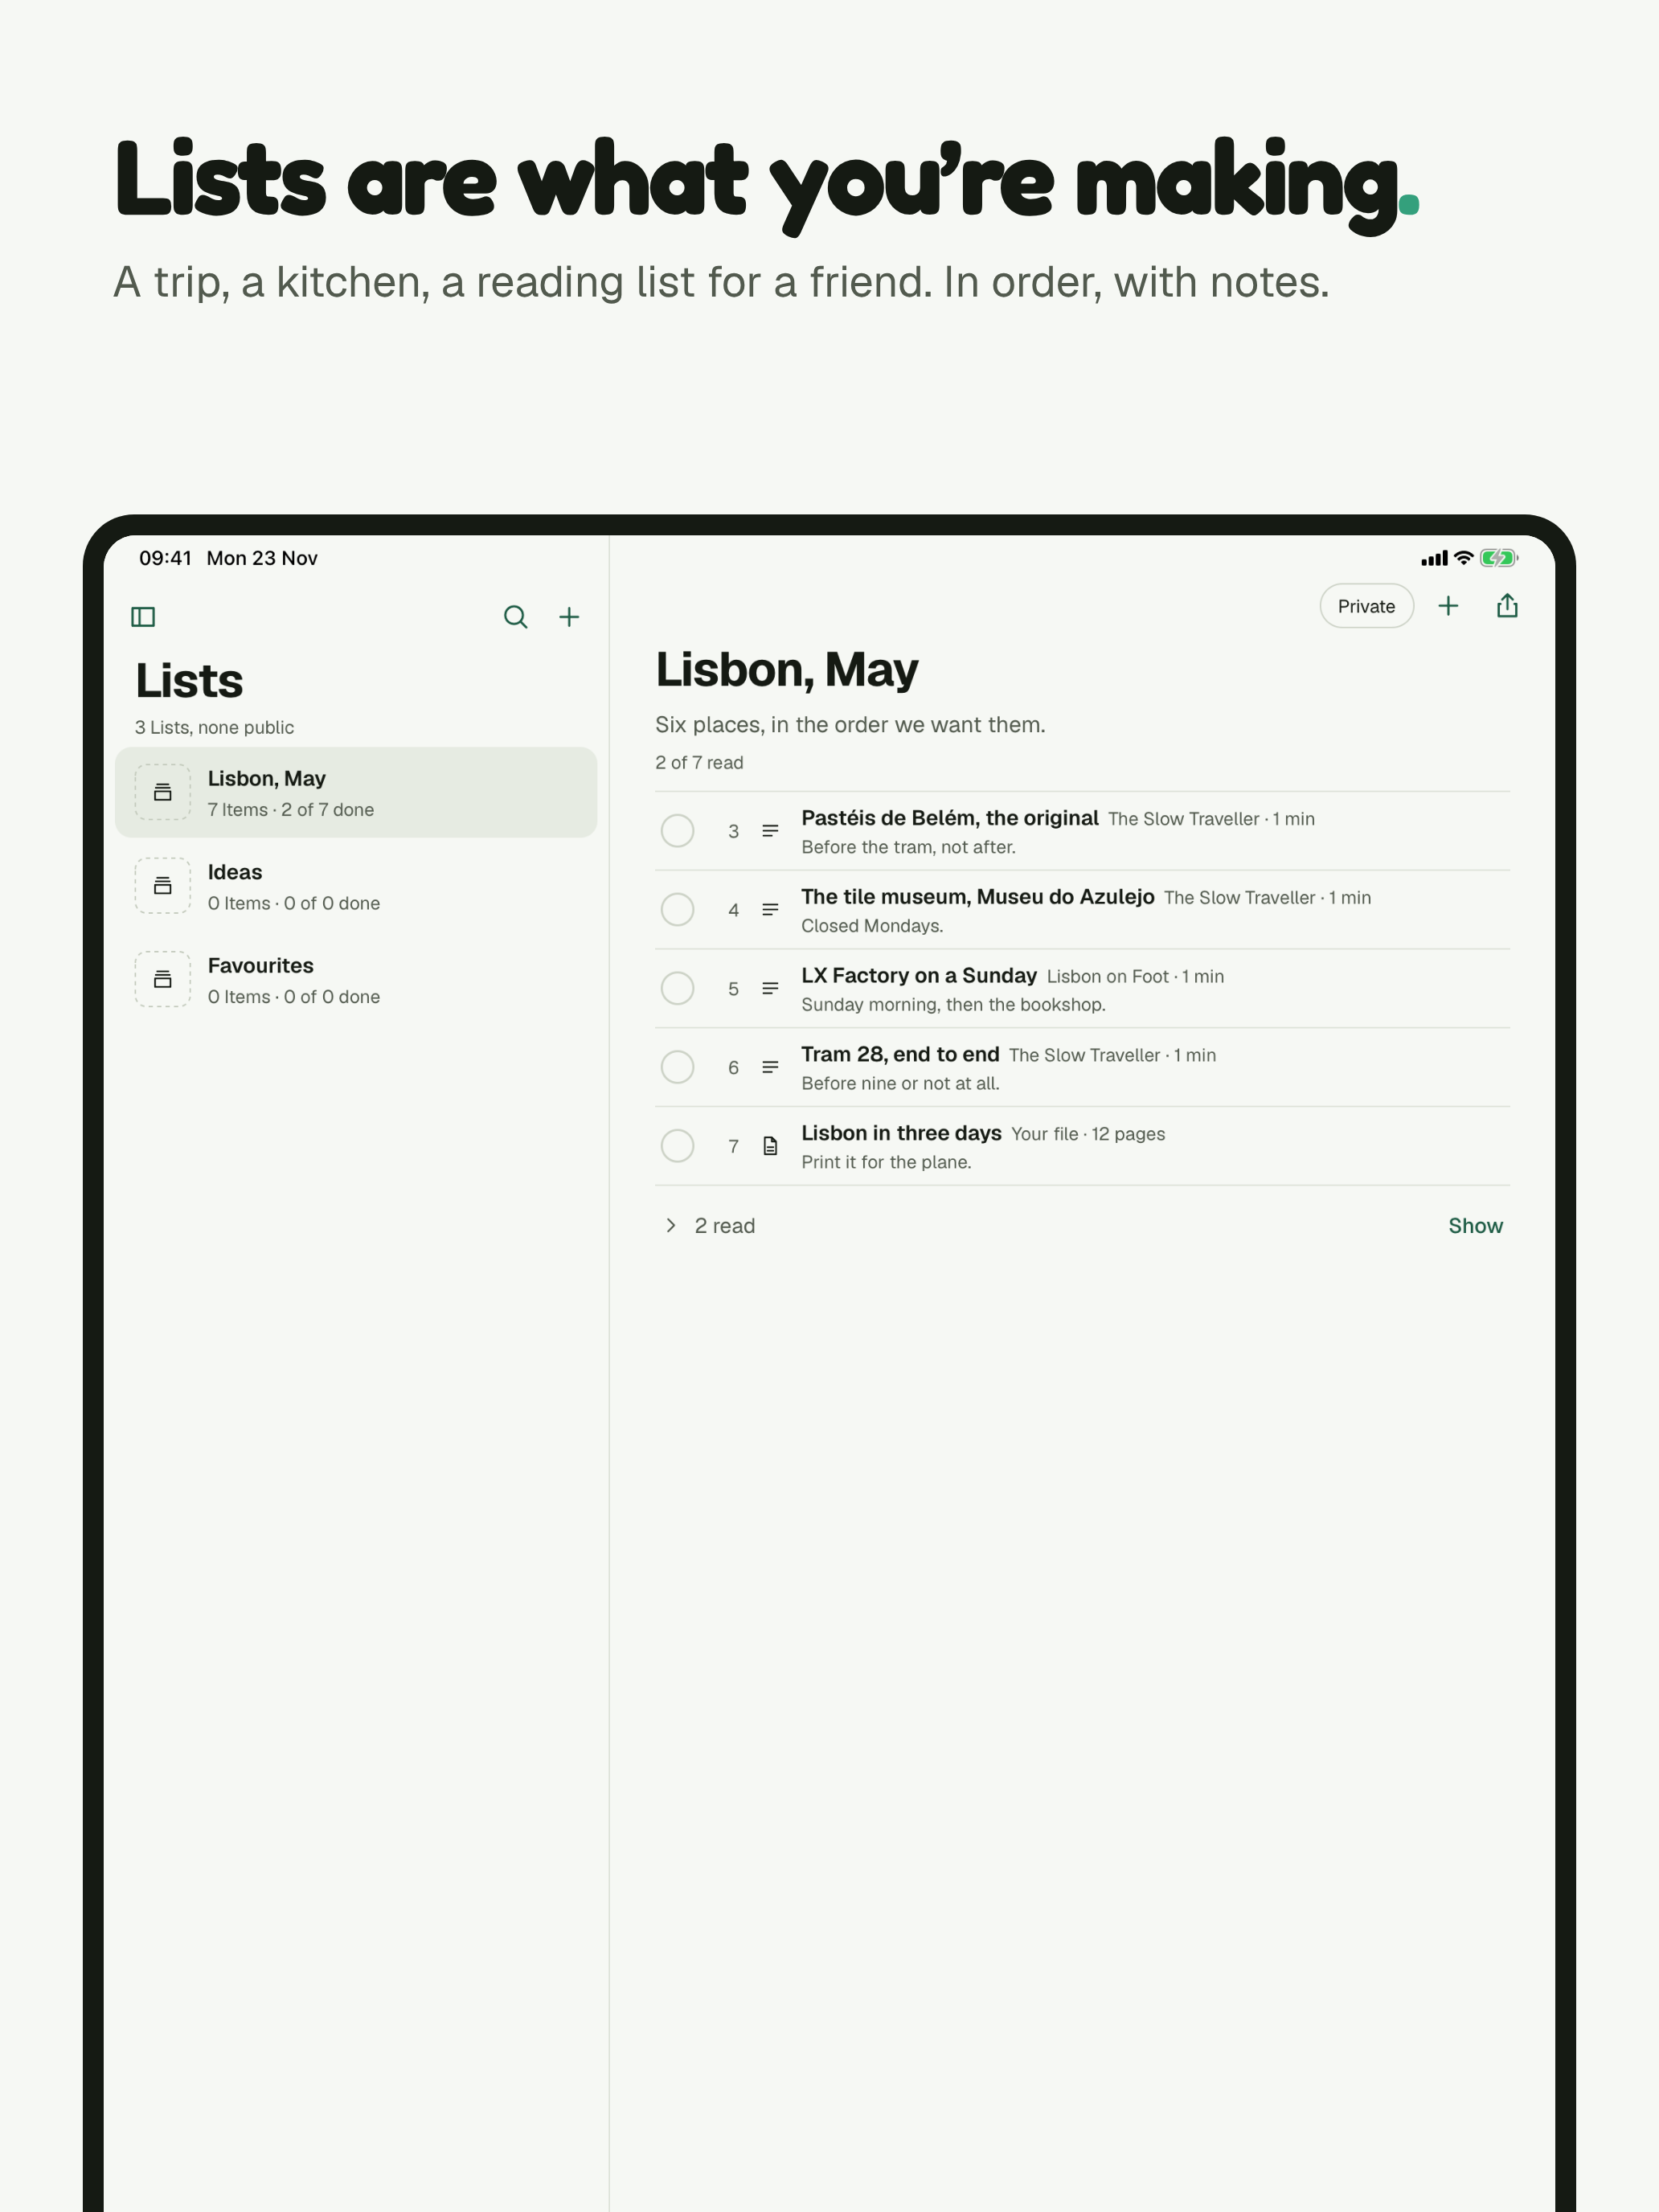 Lists are what you’re making.
A trip, a kitchen, a reading list for a friend. In order, with notes.
09:41 Mon 23 Nov
Lists
3 Lists, none public
Lisbon, May
7 Items · 2 of 7 done
Ideas
0 Items · 0 of 0 done
Favourites
0 Items · 0 of 0 done
Private
Lisbon, May
Six places, in the order we want them.
2 of 7 read
3 Pastéis de Belém, the original The Slow Traveller · 1 min
Before the tram, not after.
4 The tile museum, Museu do Azulejo The Slow Traveller · 1 min
Closed Mondays.
5 LX Factory on a Sunday Lisbon on Foot · 1 min
Sunday morning, then the bookshop.
6 Tram 28, end to end The Slow Traveller · 1 min
Before nine or not at all.
7 Lisbon in three days Your file · 12 pages
Print it for the plane.
2 read Show